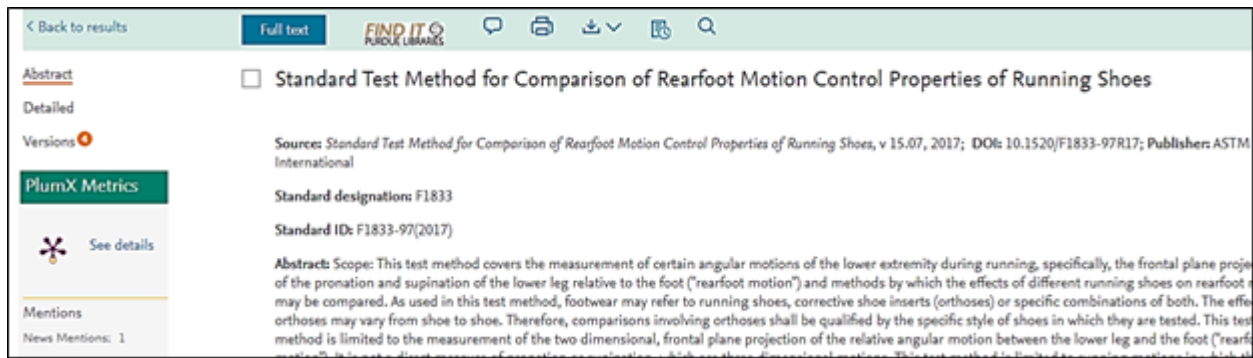 < Back to results
Full text
FIND IT @
PURDUE LIBRARIES
Abstract
Detailed
Versions 4
PlumX Metrics
See details
Mentions
News Mentions: 1
Standard Test Method for Comparison of Rearfoot Motion Control Properties of Running Shoes
Source: Standard Test Method for Comparison of Rearfoot Motion Control Properties of Running Shoes, v 15.07, 2017; DOI: 10.1520/F1833-97R17; Publisher: ASTM
International
Standard designation: F1833
Standard ID: F1833-97(2017)
Abstract: Scope: This test method covers the measurement of certain angular motions of the lower extremity during running, specifically, the frontal plane proje
of the pronation and supination of the lower leg relative to the foot ("rearfoot motion") and methods by which the effects of different running shoes on rearfoot
may be compared. As used in this test method, footwear may refer to running shoes, corrective shoe inserts (orthoses) or specific combinations of both. The effe
orthoses may vary from shoe to shoe. Therefore, comparisons involving orthoses shall be qualified by the specific style of shoes in which they are tested. This test
method is limited to the measurement of the two dimensional, frontal plane projection of the relative angular motion between the lower leg and the foot ("rearf